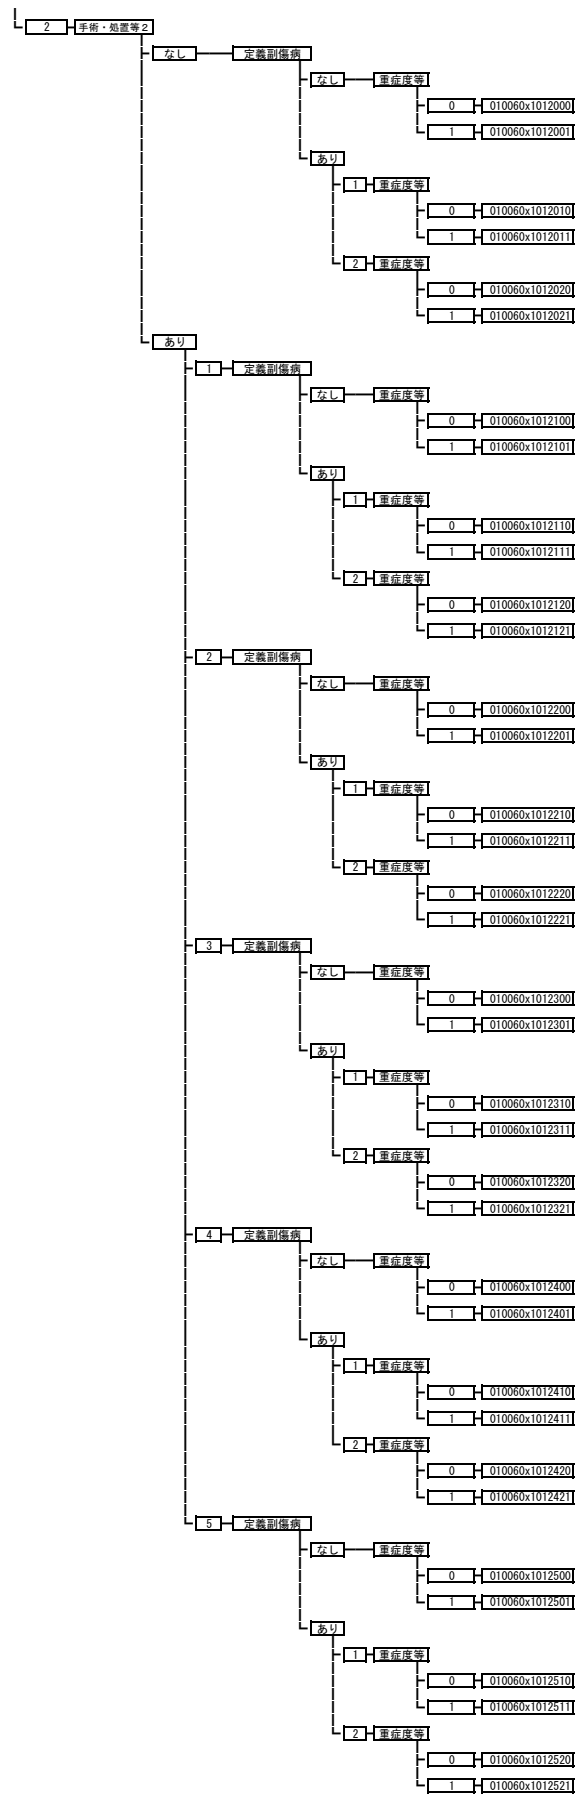 2 手術・処置等2
なし 定義副傷病
なし 重症度等
0 010060x1012000
1 010060x1012001
あり
1 重症度等
0 010060x1012010
1 010060x1012011
2 重症度等
0 010060x1012020
1 010060x1012021
あり
1 定義副傷病
なし 重症度等
0 010060x1012100
1 010060x1012101
あり
1 重症度等
0 010060x1012110
1 010060x1012111
2 重症度等
0 010060x1012120
1 010060x1012121
2 定義副傷病
なし 重症度等
0 010060x1012200
1 010060x1012201
あり
1 重症度等
0 010060x1012210
1 010060x1012211
2 重症度等
0 010060x1012220
1 010060x1012221
3 定義副傷病
なし 重症度等
0 010060x1012300
1 010060x1012301
あり
1 重症度等
0 010060x1012310
1 010060x1012311
2 重症度等
0 010060x1012320
1 010060x1012321
4 定義副傷病
なし 重症度等
0 010060x1012400
1 010060x1012401
あり
1 重症度等
0 010060x1012410
1 010060x1012411
2 重症度等
0 010060x1012420
1 010060x1012421
5 定義副傷病
なし 重症度等
0 010060x1012500
1 010060x1012501
あり
1 重症度等
0 010060x1012510
1 010060x1012511
2 重症度等
0 010060x1012520
1 010060x1012521